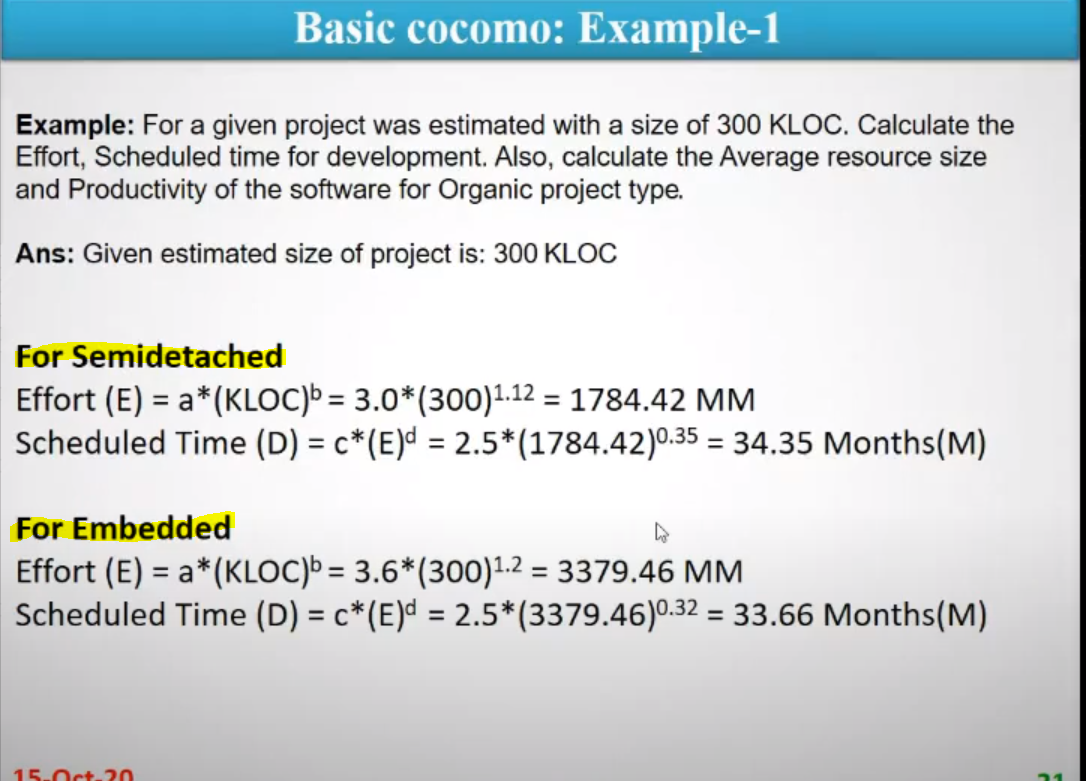 Basic cocomo: Example-1
Example: For a given project was estimated with a size of 300 KLOC. Calculate the
Effort, Scheduled time for development. Also, calculate the Average resource size
and Productivity of the software for Organic project type.
Ans: Given estimated size of project is: 300 KLOC
For Semidetached
Effort (E) = a*(KLOC)ᵇ = 3.0*(300)¹·¹² = 1784.42 MM
Scheduled Time (D) = c*(E)ᵈ = 2.5*(1784.42)⁰·³⁵ = 34.35 Months(M)
For Embedded
Effort (E) = a*(KLOC)ᵇ = 3.6*(300)¹·² = 3379.46 MM
Scheduled Time (D) = c*(E)ᵈ = 2.5*(3379.46)⁰·³² = 33.66 Months(M)
15-Oct-20